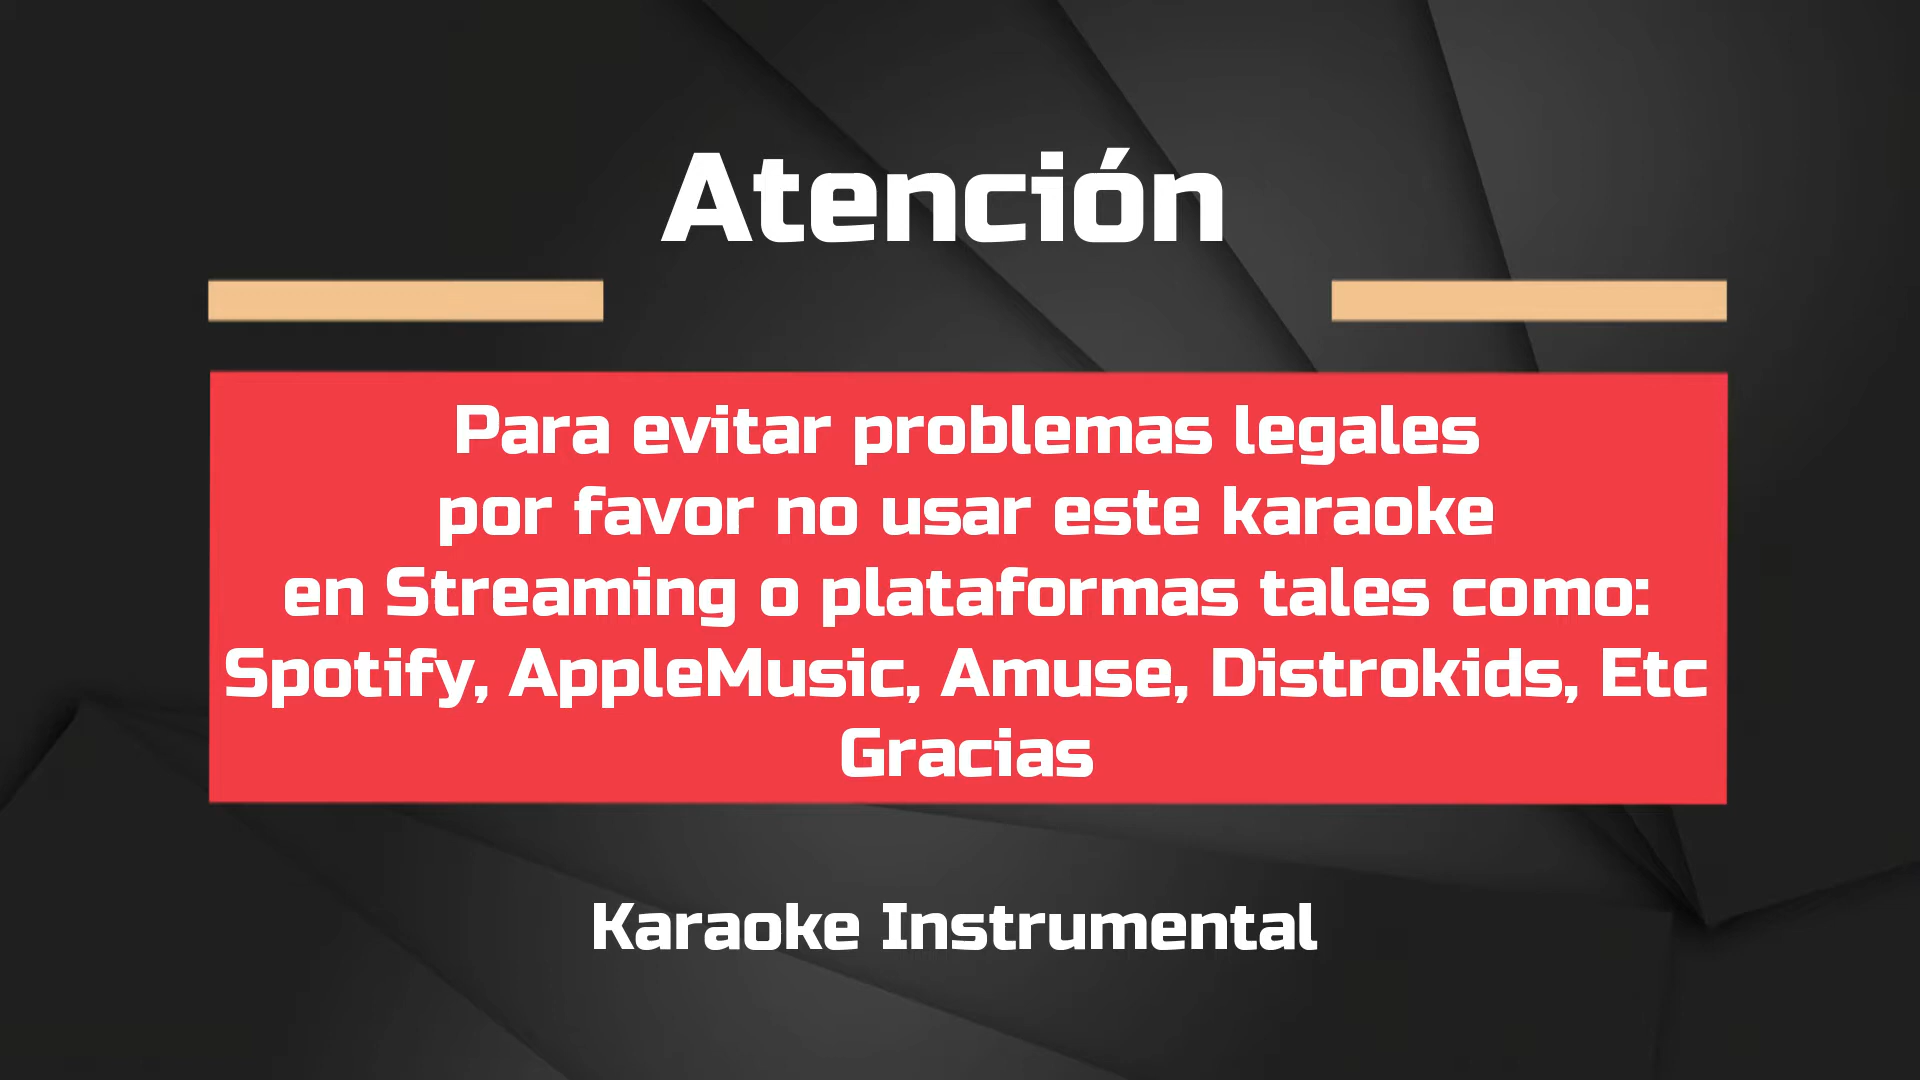 Atención
Para evitar problemas legales
por favor no usar este karaoke
en Streaming o plataformas tales como:
Spotify, AppleMusic, Amuse, Distrokids, Etc
Gracias
Karaoke Instrumental